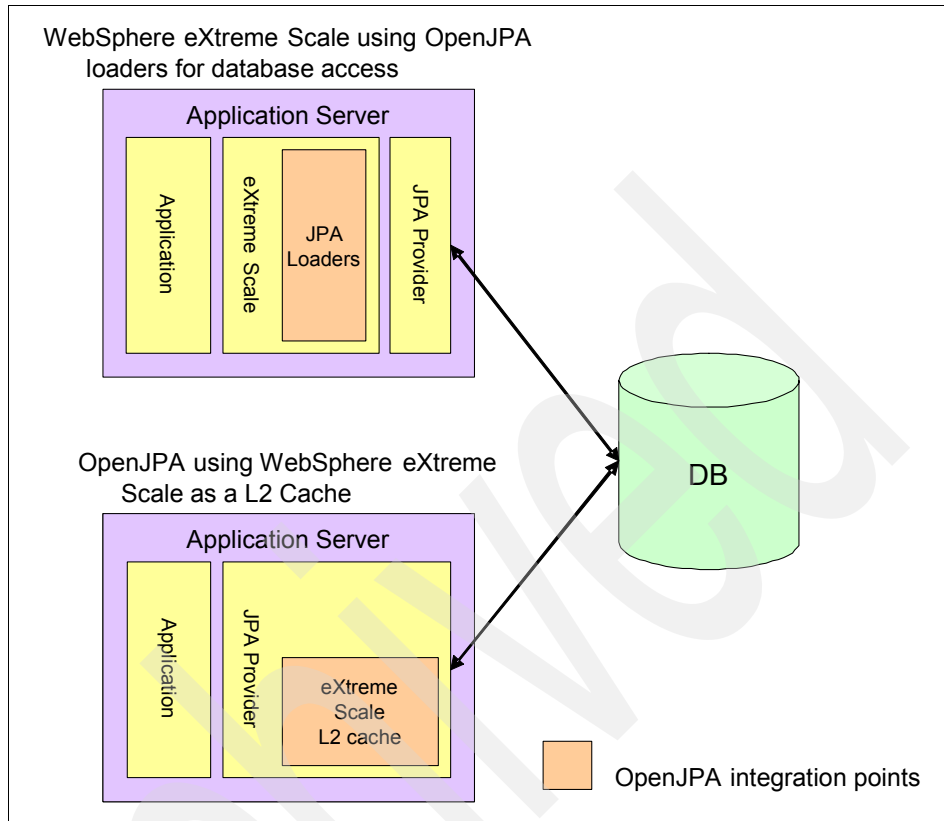 WebSphere eXtreme Scale using OpenJPA
loaders for database access
Application Server
Application
eXtreme Scale
JPA
Loaders
JPA Provider
DB
OpenJPA using WebSphere eXtreme
Scale as a L2 Cache
Application Server
Application
JPA Provider
eXtreme
Scale
L2 cache
OpenJPA integration points